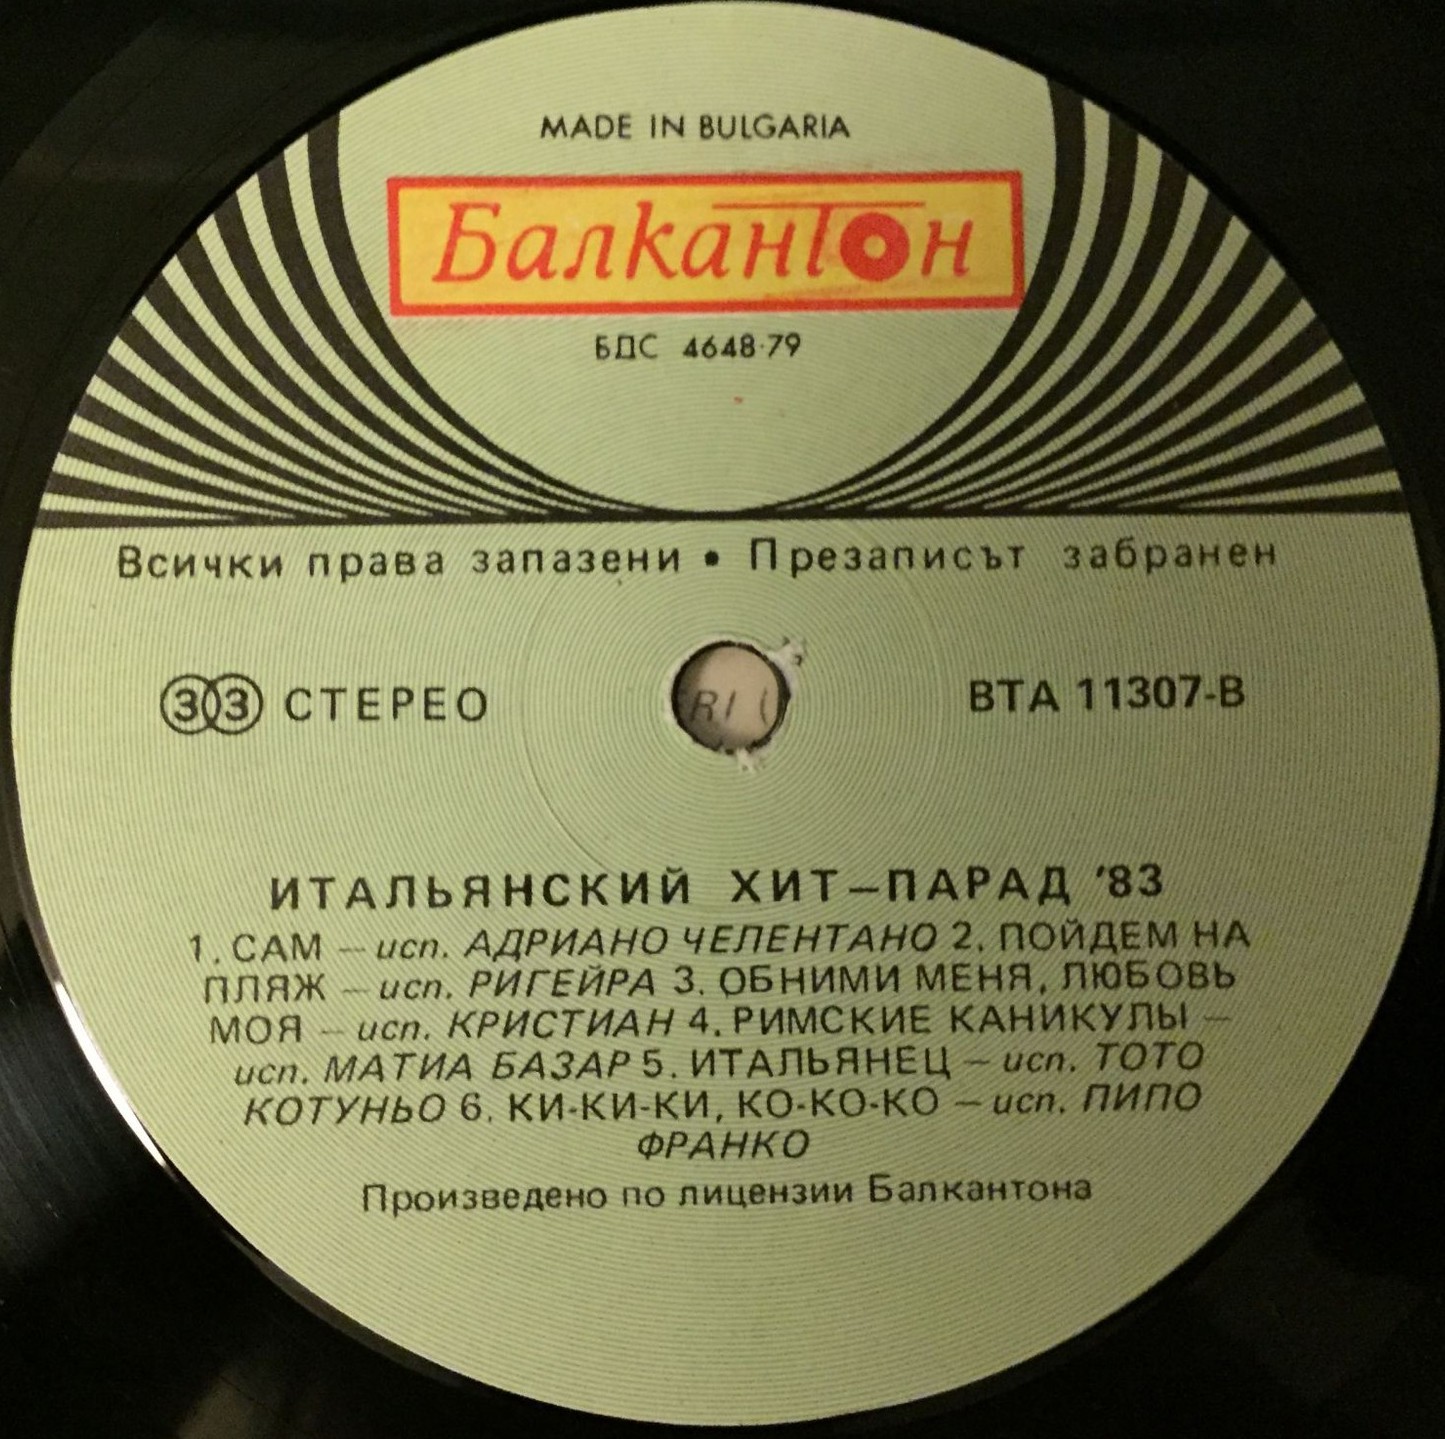 MADE IN BULGARIA
Балкантон
БДС 4648·79
Всички права запазени • Презаписът забранен
33 СТЕРЕО
ВТА 11307-В
ИТАЛЬЯНСКИЙ ХИТ–ПАРАД '83
1. САМ – исп. АДРИАНО ЧЕЛЕНТАНО 2. ПОЙДЕМ НА
ПЛЯЖ – исп. РИГЕЙРА 3. ОБНИМИ МЕНЯ, ЛЮБОВЬ
МОЯ – исп. КРИСТИАН 4. РИМСКИЕ КАНИКУЛЫ –
исп. МАТИА БАЗАР 5. ИТАЛЬЯНЕЦ – исп. ТОТО
КОТУНЬО 6. КИ-КИ-КИ, КО-КО-КО – исп. ПИПО
ФРАНКО
Произведено по лицензии Балкантона